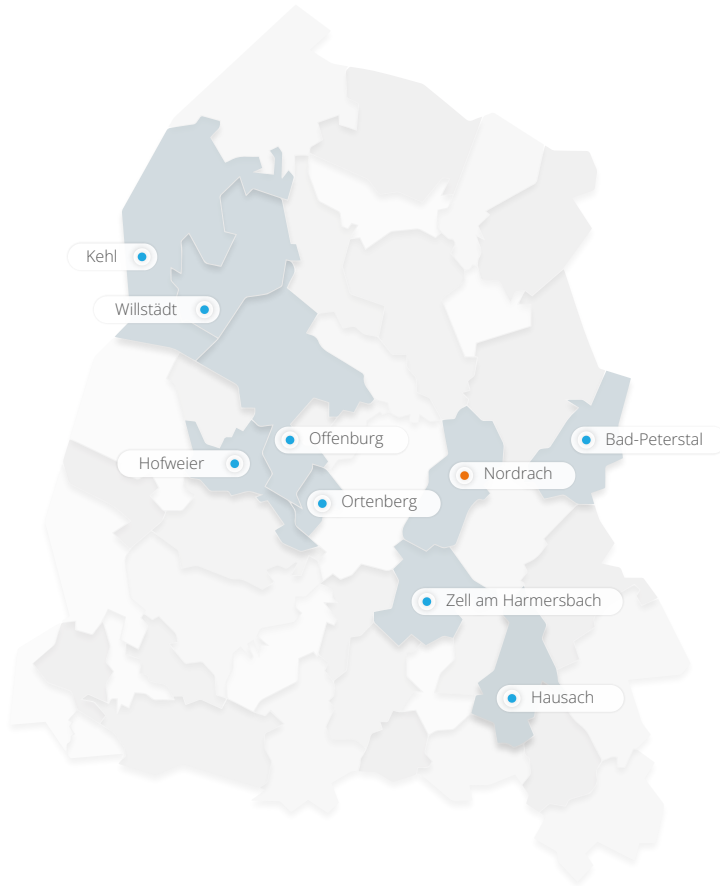 Kehl
Willstädt
Offenburg
Bad-Peterstal
Hofweier
Nordrach
Ortenberg
Zell am Harmersbach
Hausach